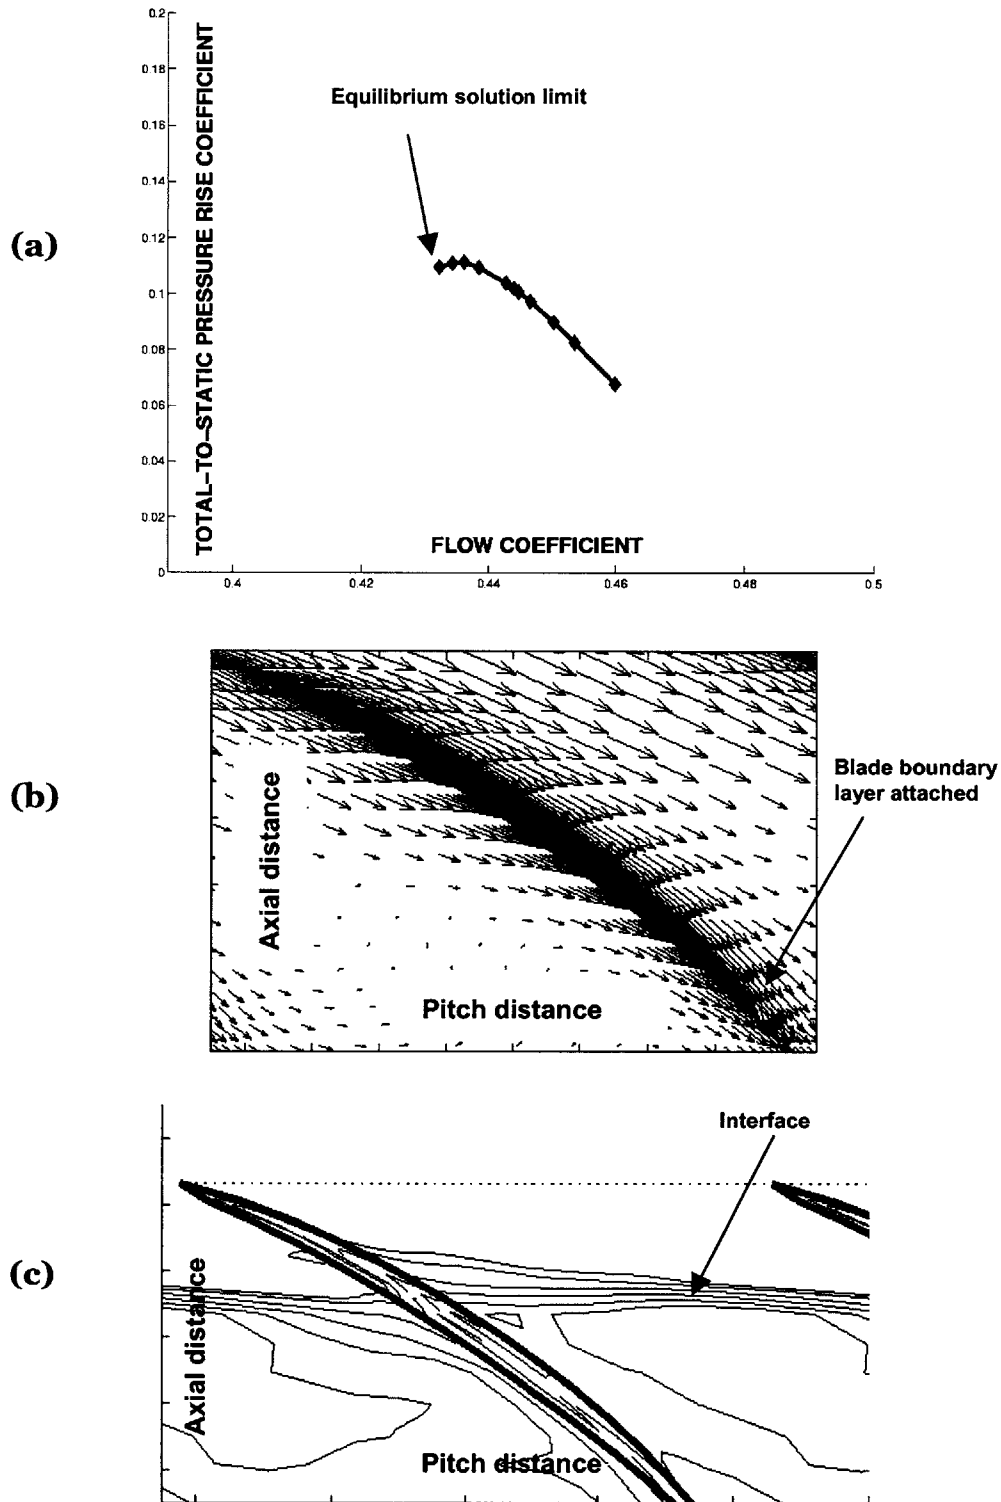 (a)
TOTAL-TO-STATIC PRESSURE RISE COEFFICIENT
0.2
0.18
0.16
0.14
0.12
0.1
0.08
0.06
0.04
0.02
0
Equilibrium solution limit
FLOW COEFFICIENT
0.4 0.42 0.44 0.46 0.48 0.5
(b)
Axial distance
Pitch distance
Blade boundary
layer attached
(c)
Interface
Axial distance
Pitch distance